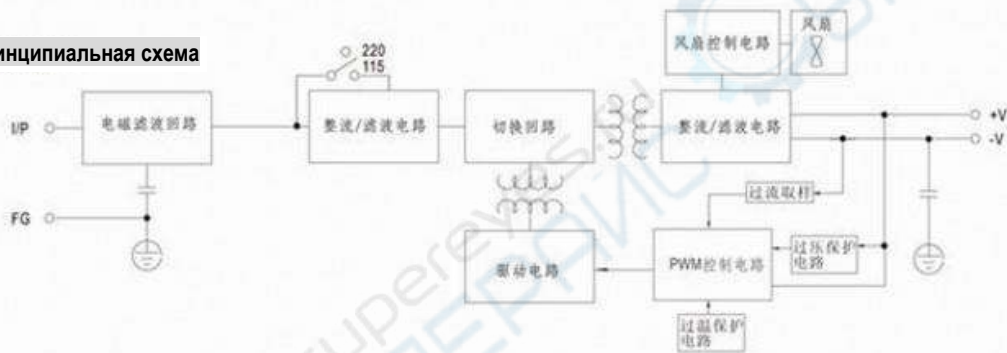 инципиальная схема
220
115
风扇控制电路
风扇
I/P
电磁滤波回路
整流/滤波电路
切换回路
整流/滤波电路
+V
-V
过流取样
FG
驱动电路
PWM控制电路
过压保护
电路
过温保护
电路